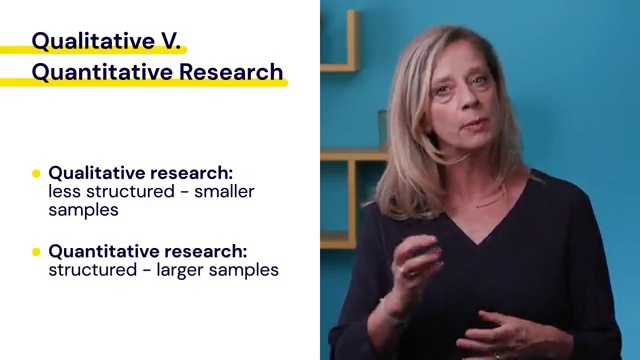 Qualitative V.
Quantitative Research
Qualitative research:
less structured - smaller
samples
Quantitative research:
structured - larger samples